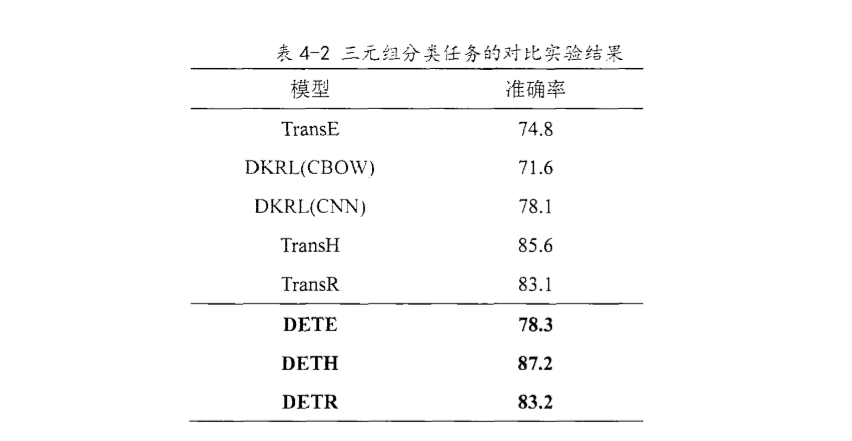 表 4-2 三元组分类任务的对比实验结果
模型 准确率
TransE 74.8
DKRL(CBOW) 71.6
DKRL(CNN) 78.1
TransH 85.6
TransR 83.1
DETE 78.3
DETH 87.2
DETR 83.2